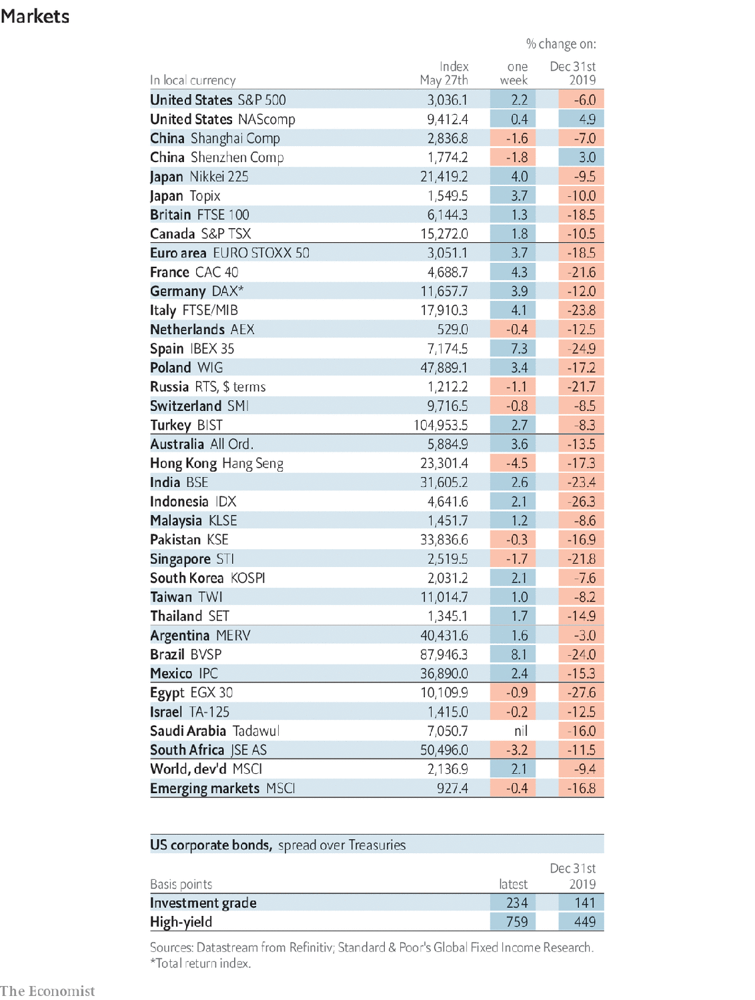 Markets
% change on:
Index one Dec 31st
In local currency May 27th week 2019
United States S&P 500 3,036.1 2.2 -6.0
United States NAScomp 9,412.4 0.4 4.9
China Shanghai Comp 2,836.8 -1.6 -7.0
China Shenzhen Comp 1,774.2 -1.8 3.0
Japan Nikkei 225 21,419.2 4.0 -9.5
Japan Topix 1,549.5 3.7 -10.0
Britain FTSE 100 6,144.3 1.3 -18.5
Canada S&P TSX 15,272.0 1.8 -10.5
Euro area EURO STOXX 50 3,051.1 3.7 -18.5
France CAC 40 4,688.7 4.3 -21.6
Germany DAX* 11,657.7 3.9 -12.0
Italy FTSE/MIB 17,910.3 4.1 -23.8
Netherlands AEX 529.0 -0.4 -12.5
Spain IBEX 35 7,174.5 7.3 -24.9
Poland WIG 47,889.1 3.4 -17.2
Russia RTS, $ terms 1,212.2 -1.1 -21.7
Switzerland SMI 9,716.5 -0.8 -8.5
Turkey BIST 104,953.5 2.7 -8.3
Australia All Ord. 5,884.9 3.6 -13.5
Hong Kong Hang Seng 23,301.4 -4.5 -17.3
India BSE 31,605.2 2.6 -23.4
Indonesia IDX 4,641.6 2.1 -26.3
Malaysia KLSE 1,451.7 1.2 -8.6
Pakistan KSE 33,836.6 -0.3 -16.9
Singapore STI 2,519.5 -1.7 -21.8
South Korea KOSPI 2,031.2 2.1 -7.6
Taiwan TWI 11,014.7 1.0 -8.2
Thailand SET 1,345.1 1.7 -14.9
Argentina MERV 40,431.6 1.6 -3.0
Brazil BVSP 87,946.3 8.1 -24.0
Mexico IPC 36,890.0 2.4 -15.3
Egypt EGX 30 10,109.9 -0.9 -27.6
Israel TA-125 1,415.0 -0.2 -12.5
Saudi Arabia Tadawul 7,050.7 nil -16.0
South Africa JSE AS 50,496.0 -3.2 -11.5
World, dev'd MSCI 2,136.9 2.1 -9.4
Emerging markets MSCI 927.4 -0.4 -16.8
US corporate bonds, spread over Treasuries
Dec 31st
Basis points latest 2019
Investment grade 234 141
High-yield 759 449
Sources: Datastream from Refinitiv; Standard & Poor's Global Fixed Income Research.
*Total return index.
The Economist